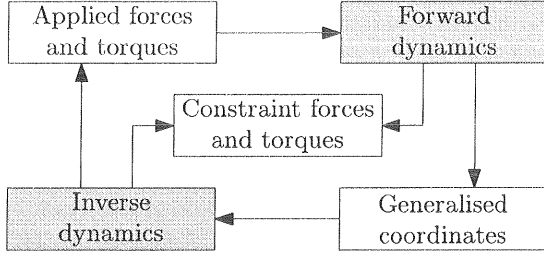 Applied forces
and torques
Forward
dynamics
Constraint forces
and torques
Inverse
dynamics
Generalised
coordinates